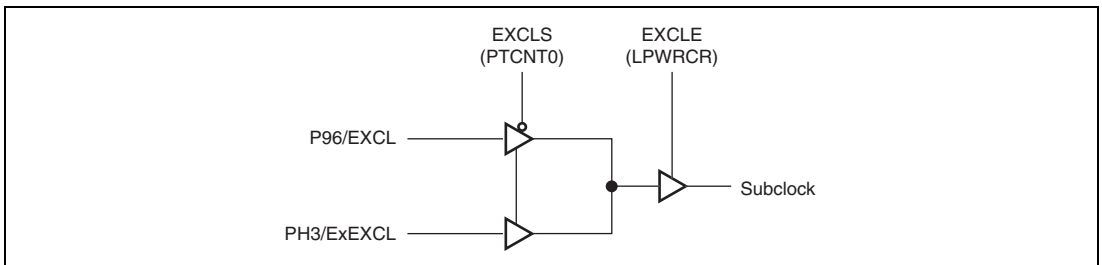 EXCLS
(PTCNT0)
EXCLE
(LPWRCR)
P96/EXCL
Subclock
PH3/ExEXCL